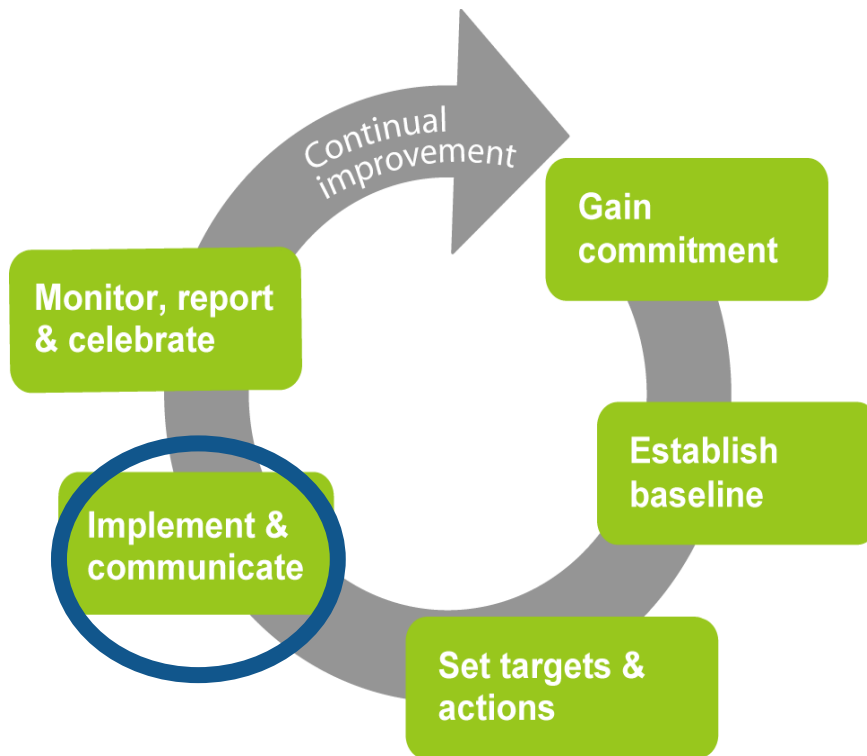 Continual
improvement
Gain
commitment
Establish
baseline
Set targets &
actions
Implement &
communicate
Monitor, report
& celebrate